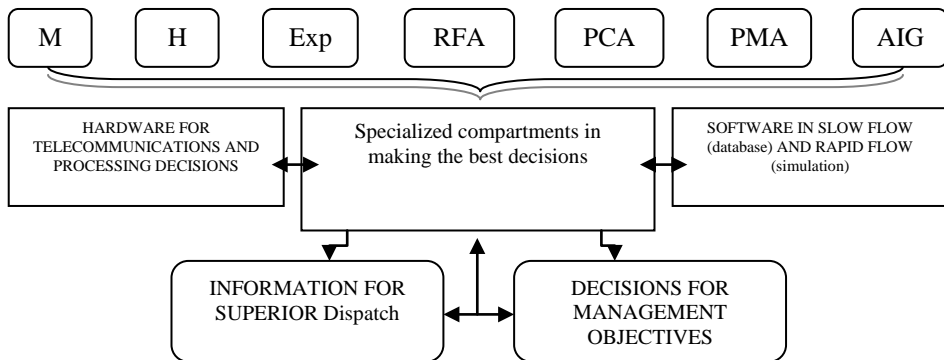 M
H
Exp
RFA
PCA
PMA
AIG
HARDWARE FOR
TELECOMMUNICATIONS AND
PROCESSING DECISIONS
Specialized compartments in
making the best decisions
SOFTWARE IN SLOW FLOW
(database) AND RAPID FLOW
(simulation)
INFORMATION FOR
SUPERIOR Dispatch
DECISIONS FOR
MANAGEMENT
OBJECTIVES